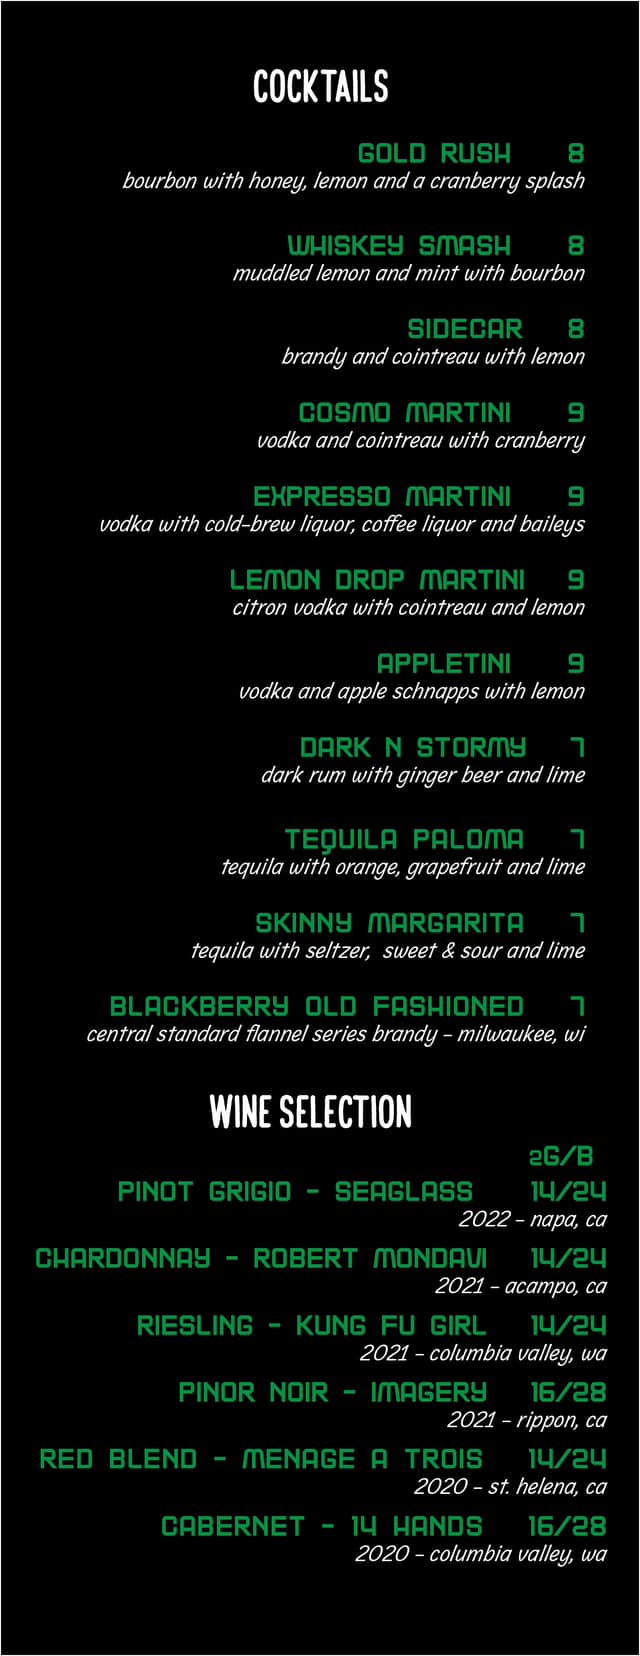 COCKTAILS
GOLD RUSH 8
bourbon with honey, lemon and a cranberry splash
WHISKEY SMASH 8
muddled lemon and mint with bourbon
SIDECAR 8
brandy and cointreau with lemon
COSMO MARTINI 9
vodka and cointreau with cranberry
EXPRESSO MARTINI 9
vodka with cold-brew liquor, coffee liquor and baileys
LEMON DROP MARTINI 9
citron vodka with cointreau and lemon
APPLETINI 9
vodka and apple schnapps with lemon
DARK N STORMY 7
dark rum with ginger beer and lime
TEQUILA PALOMA 7
tequila with orange, grapefruit and lime
SKINNY MARGARITA 7
tequila with seltzer, sweet & sour and lime
BLACKBERRY OLD FASHIONED 7
central standard flannel series brandy - milwaukee, wi
WINE SELECTION
2G/B
PINOT GRIGIO - SEAGLASS 14/24
2022 - napa, ca
CHARDONNAY - ROBERT MONDAVI 14/24
2021 - acampo, ca
RIESLING - KUNG FU GIRL 14/24
2021 - columbia valley, wa
PINOR NOIR - IMAGERY 16/28
2021 - rippon, ca
RED BLEND - MENAGE A TROIS 14/24
2020 - st. helena, ca
CABERNET - 14 HANDS 16/28
2020 - columbia valley, wa